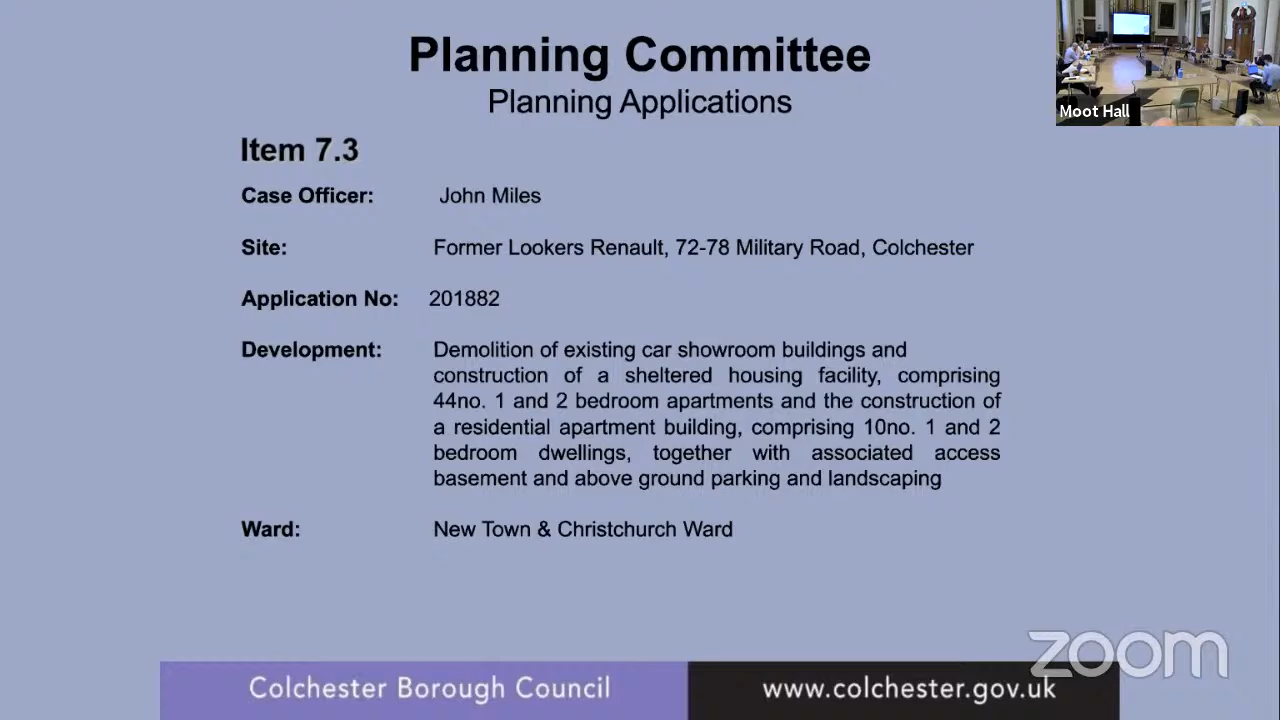 Planning Committee
Planning Applications
Moot Hall
Item 7.3
Case Officer: John Miles
Site: Former Lookers Renault, 72-78 Military Road, Colchester
Application No: 201882
Development: Demolition of existing car showroom buildings and
construction of a sheltered housing facility, comprising
44no. 1 and 2 bedroom apartments and the construction of
a residential apartment building, comprising 10no. 1 and 2
bedroom dwellings, together with associated access
basement and above ground parking and landscaping
Ward: New Town & Christchurch Ward
zoom
Colchester Borough Council
www.colchester.gov.uk